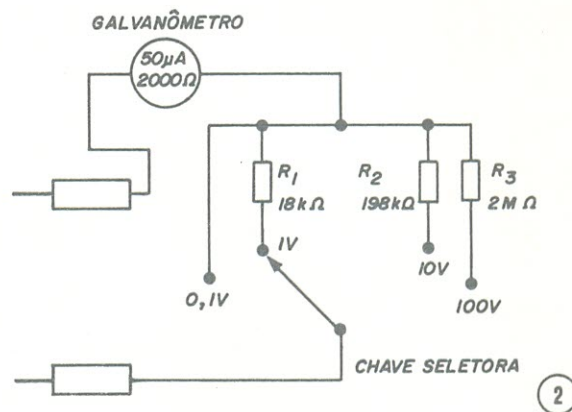 GALVANÔMETRO
50μA
2000Ω
R1
18kΩ
R2
198kΩ
R3
2MΩ
1V
0,1V
10V
100V
CHAVE SELETORA
2